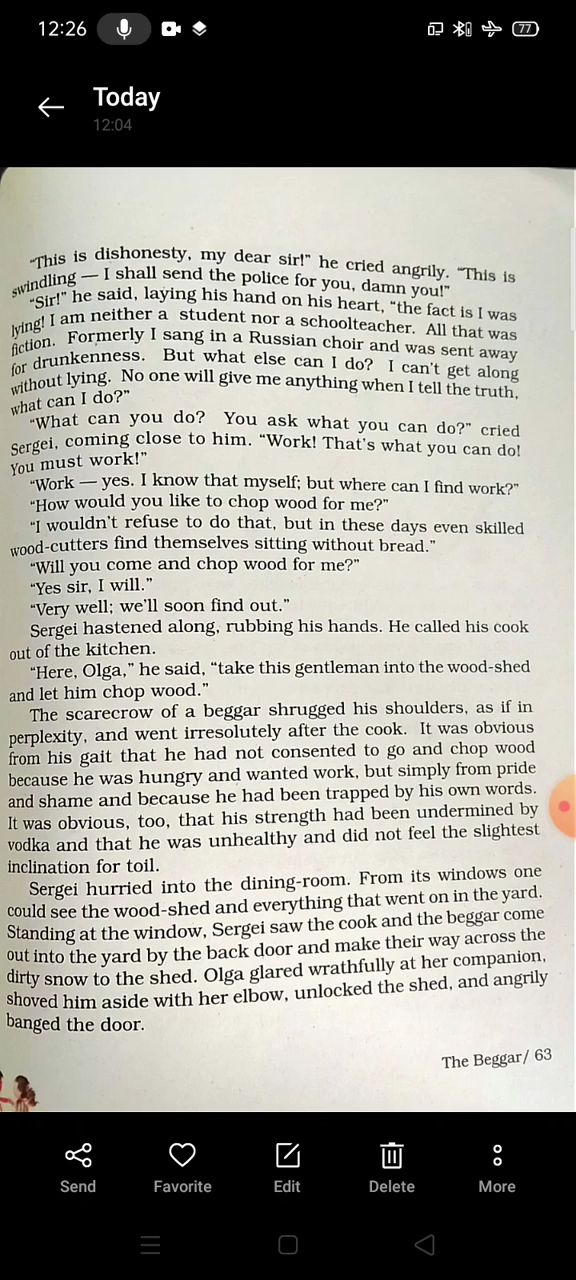 12:26
77
Today
12:04
“This is dishonesty, my dear sir!” he cried angrily. “This is
swindling — I shall send the police for you, damn you!”
“Sir!” he said, laying his hand on his heart, “the fact is I was
lying! I am neither a student nor a schoolteacher. All that was
fiction. Formerly I sang in a Russian choir and was sent away
for drunkenness. But what else can I do? I can’t get along
without lying. No one will give me anything when I tell the truth,
what can I do?”
“What can you do? You ask what you can do?” cried
Sergei, coming close to him. “Work! That’s what you can do!
You must work!”
“Work — yes. I know that myself; but where can I find work?”
“How would you like to chop wood for me?”
“I wouldn’t refuse to do that, but in these days even skilled
wood-cutters find themselves sitting without bread.”
“Will you come and chop wood for me?”
“Yes sir, I will.”
“Very well; we’ll soon find out.”
Sergei hastened along, rubbing his hands. He called his cook
out of the kitchen.
“Here, Olga,” he said, “take this gentleman into the wood-shed
and let him chop wood.”
The scarecrow of a beggar shrugged his shoulders, as if in
perplexity, and went irresolutely after the cook. It was obvious
from his gait that he had not consented to go and chop wood
because he was hungry and wanted work, but simply from pride
and shame and because he had been trapped by his own words.
It was obvious, too, that his strength had been undermined by
vodka and that he was unhealthy and did not feel the slightest
inclination for toil.
Sergei hurried into the dining-room. From its windows one
could see the wood-shed and everything that went on in the yard.
Standing at the window, Sergei saw the cook and the beggar come
out into the yard by the back door and make their way across the
dirty snow to the shed. Olga glared wrathfully at her companion,
shoved him aside with her elbow, unlocked the shed, and angrily
banged the door.
The Beggar/ 63
Send Favorite Edit Delete More